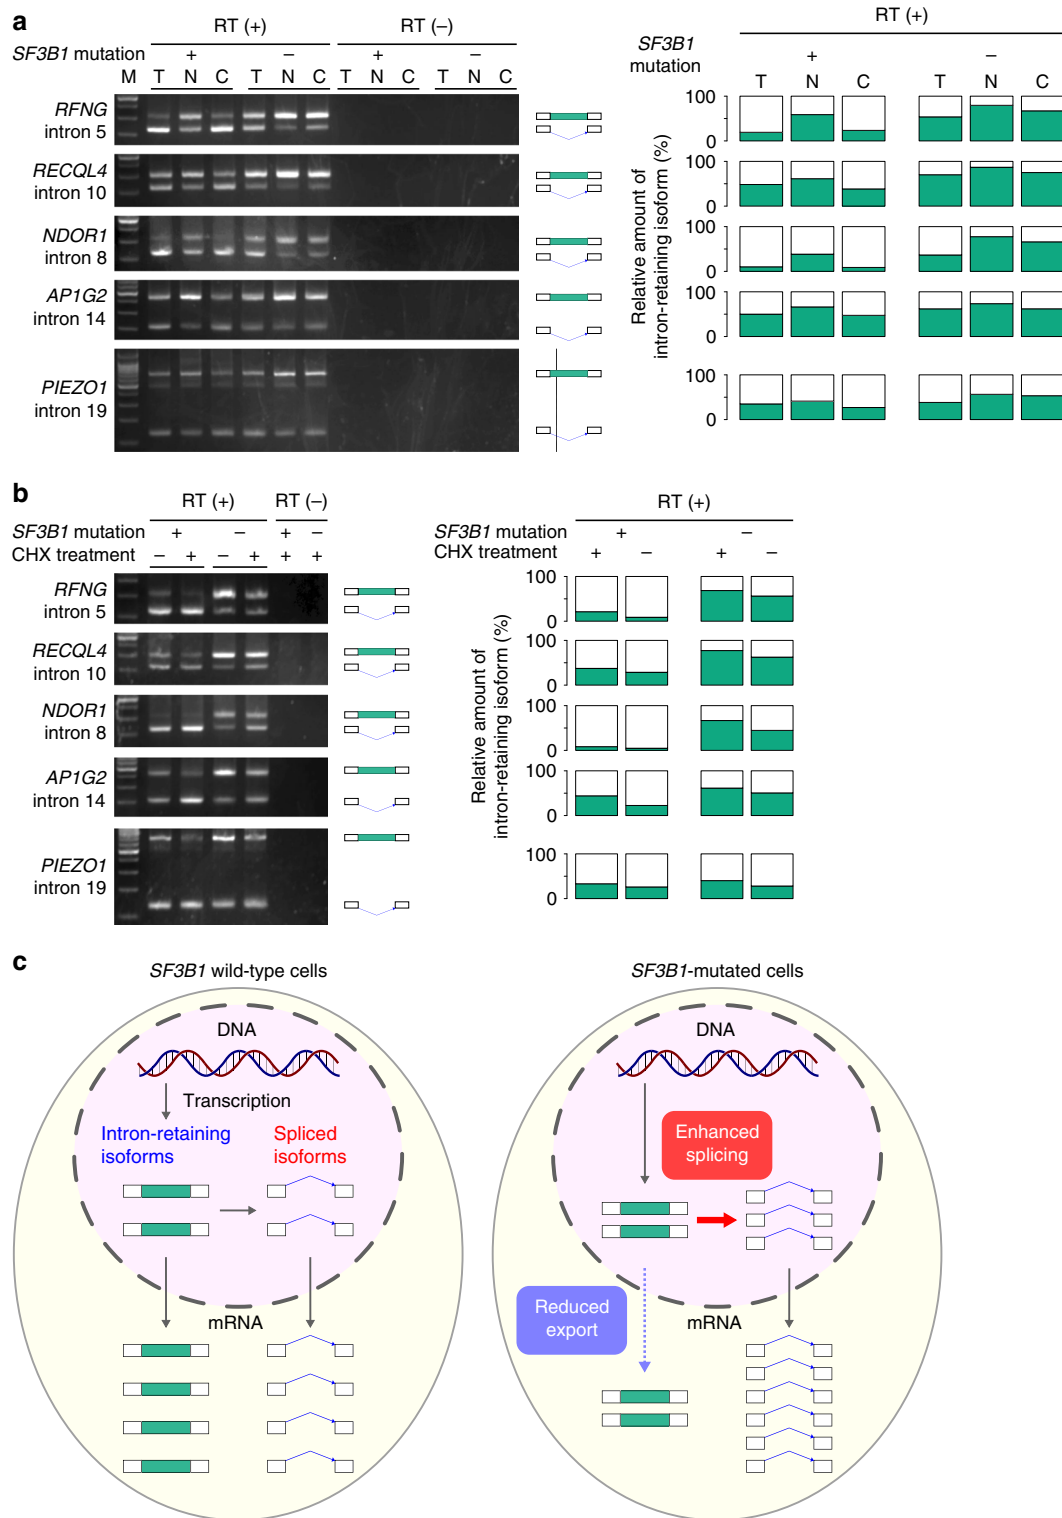 a
RT (+) RT (–)
SF3B1 mutation + – + –
M T N C T N C T N C T N C
RFNG
intron 5
RECQL4
intron 10
NDOR1
intron 8
AP1G2
intron 14
PIEZO1
intron 19
RT (+)
SF3B1
mutation
+ –
T N C T N C
Relative amount of
intron-retaining isoform (%)
100
0
100
0
100
0
100
0
100
0
b
RT (+) RT (–)
SF3B1 mutation + – + –
CHX treatment – + – + + +
RFNG
intron 5
RECQL4
intron 10
NDOR1
intron 8
AP1G2
intron 14
PIEZO1
intron 19
RT (+)
SF3B1 mutation + –
CHX treatment + – + –
Relative amount of
intron-retaining isoform (%)
100
0
100
0
100
0
100
0
100
0
c
SF3B1 wild-type cells
DNA
Transcription
Intron-retaining
isoforms
Spliced
isoforms
mRNA
SF3B1-mutated cells
DNA
Enhanced
splicing
Reduced
export
mRNA